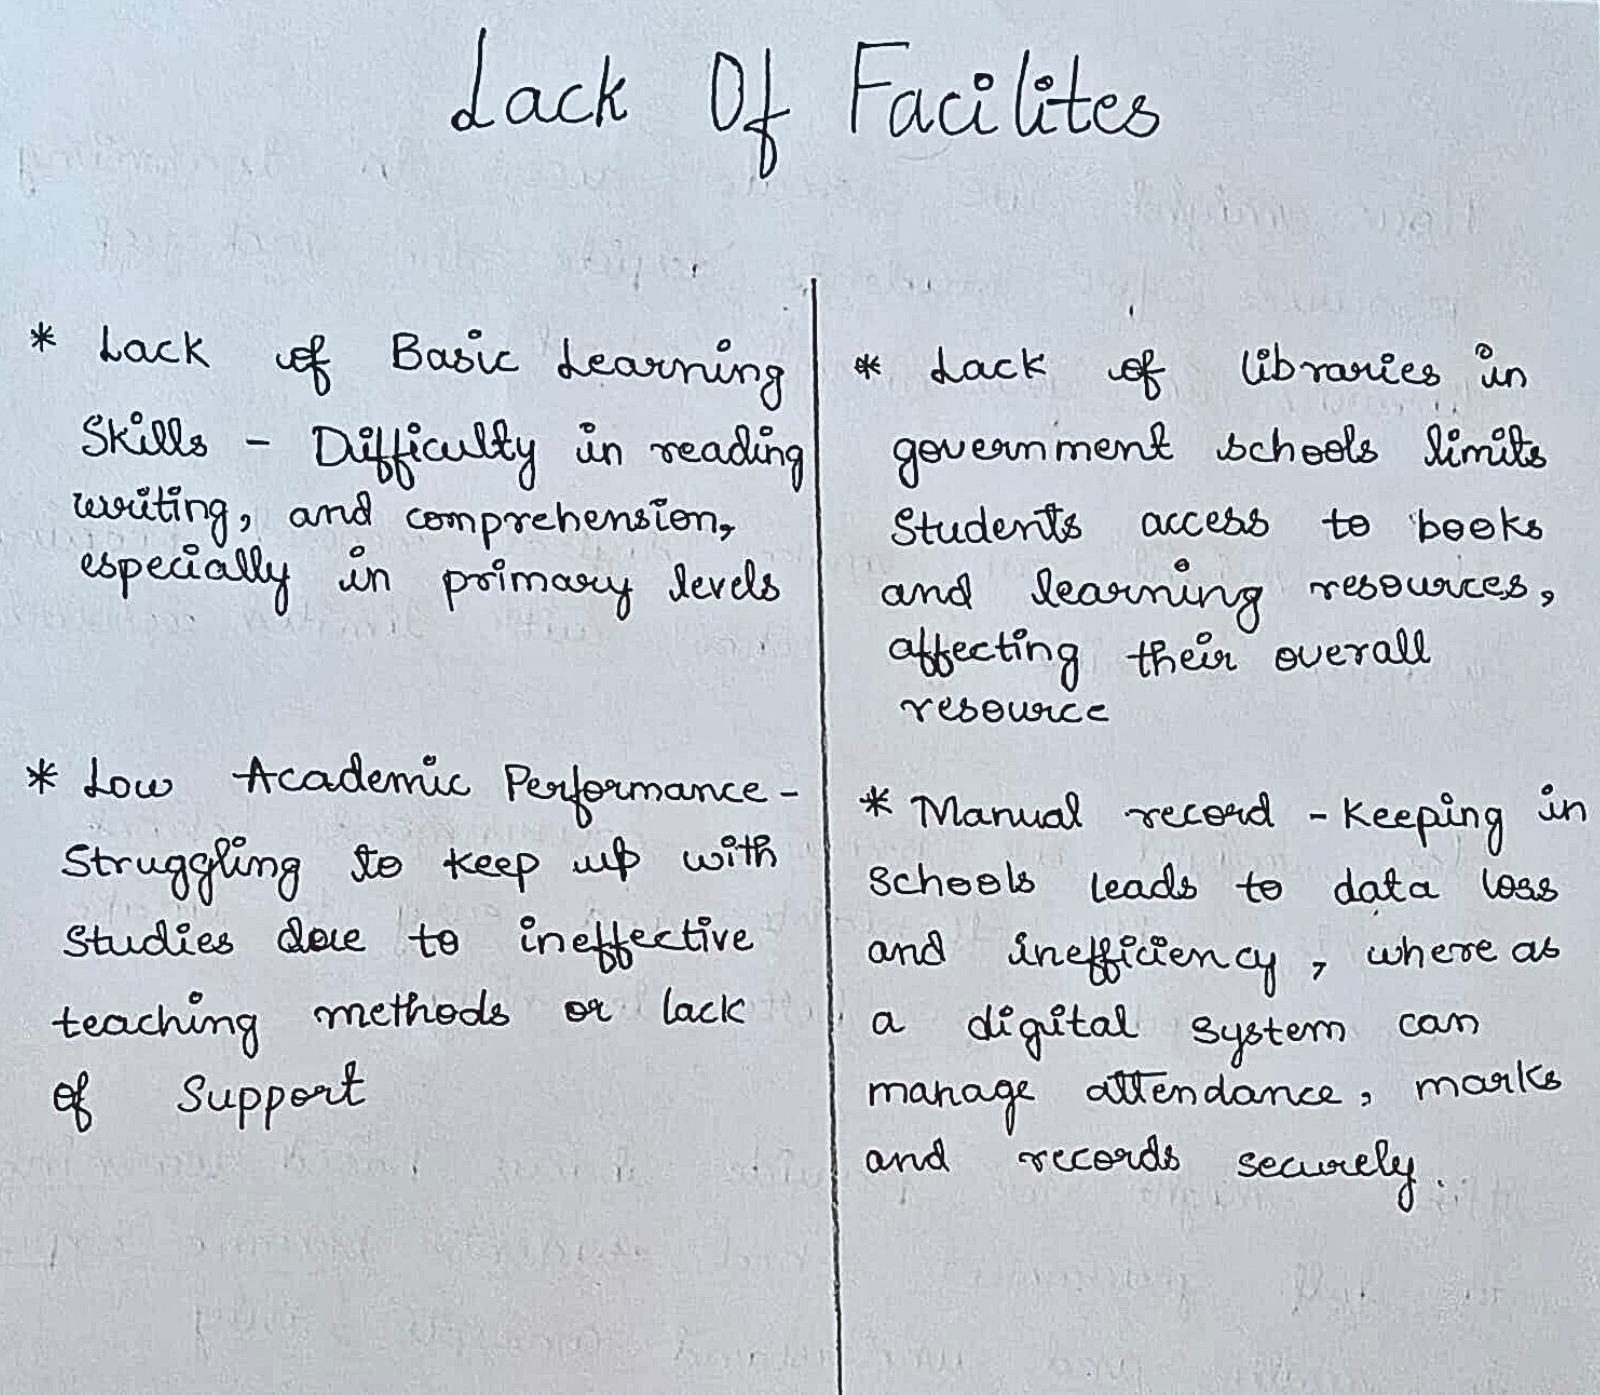 Lack Of Facilites
* Lack of Basic Learning
Skills - Difficulty in reading
writing, and comprehension,
especially in primary levels
* Low Academic Performance -
Struggling to keep up with
studies due to ineffective
teaching methods or lack
of Support
* Lack of libraries in
government schools limits
Students access to books
and learning resources,
affecting their overall
resource
* Manual record - Keeping in
Schools leads to data loss
and inefficiency, where as
a digital system can
manage attendance, marks
and records securely.